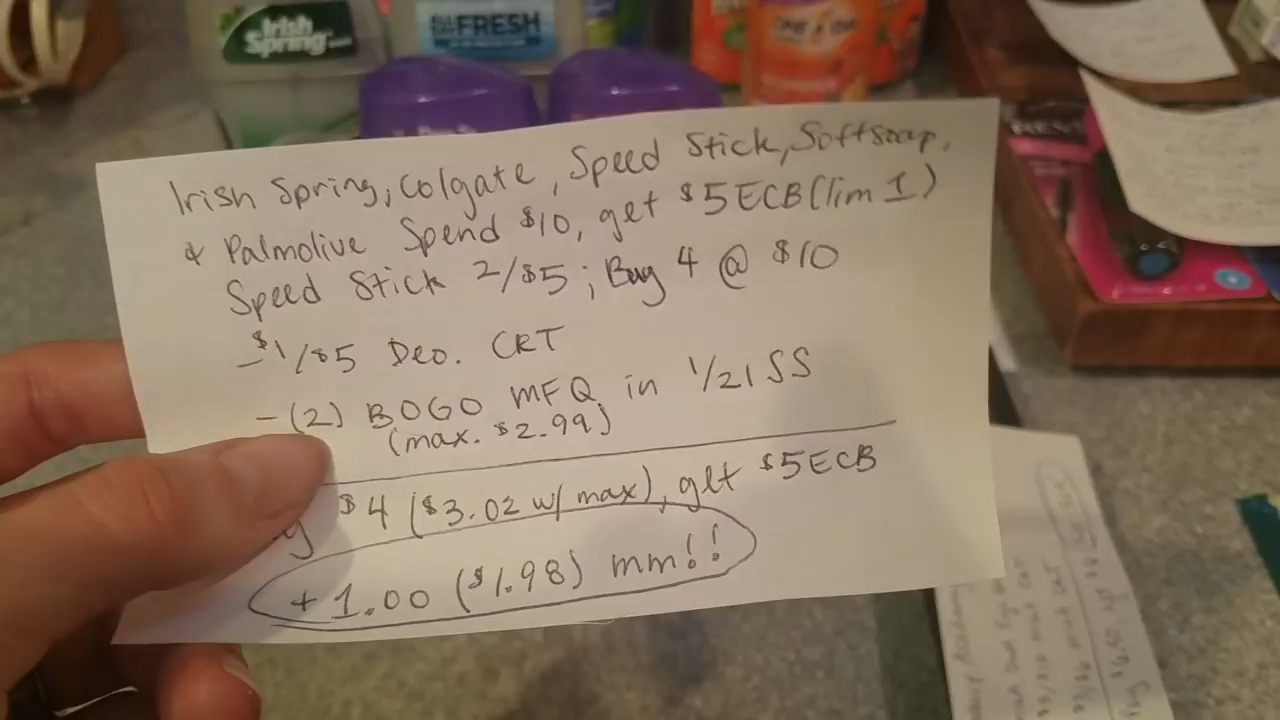 Irish Spring
FRESH
ONE A DAY
Irish Spring, Colgate, Speed Stick, Softsoap,
& Palmolive Spend $10, get $5 ECB (lim 1)
Speed Stick 2/$5; Buy 4 @ $10
- $1/$5 Deo. CRT
- (2) BOGO MFQ in 1/21 SS
(max. $2.99)
$4 ($3.02 w/ max), get $5 ECB
+ 1.00 ($1.98) mm!!